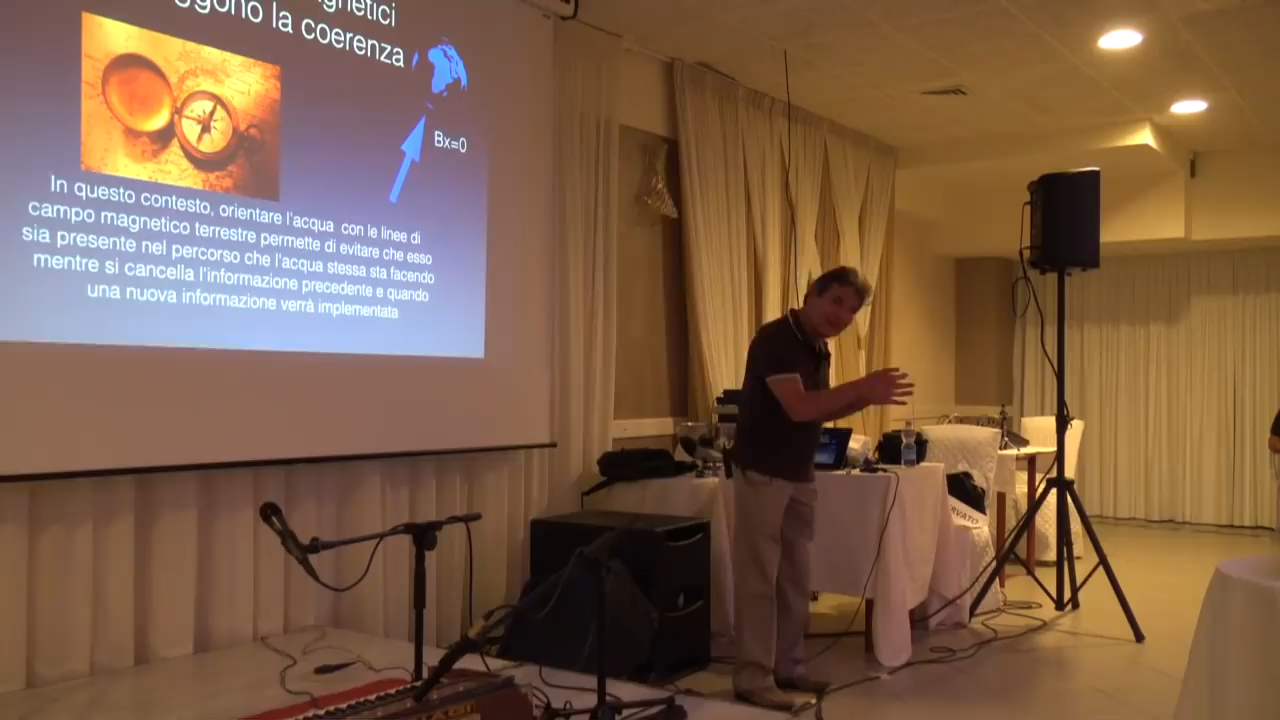 la coerenza
Bx=0
In questo contesto, orientare l'acqua con le linee di
campo magnetico terrestre permette di evitare che esso
sia presente nel percorso che l'acqua stessa sta facendo
mentre si cancella l'informazione precedente e quando
una nuova informazione verrà implementata